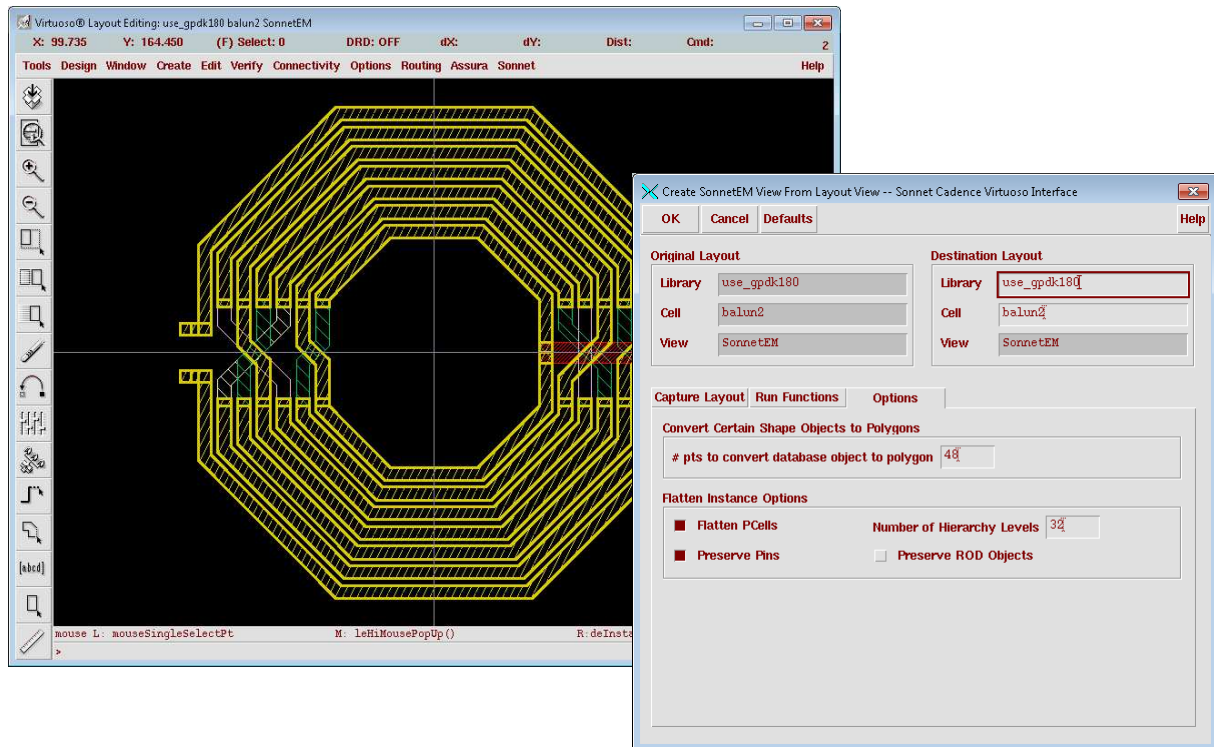 Virtuoso® Layout Editing: use_gpdk180 balun2 SonnetEM
X: 99.735 Y: 164.450 (F) Select: 0 DRD: OFF dX: dY: Dist: Cmd: 2
Tools Design Window Create Edit Verify Connectivity Options Routing Assura Sonnet Help
[abcd]
mouse L: mouseSingleSelectPt M: leHiMousePopUp() R:deInsta
>
Create SonnetEM View From Layout View -- Sonnet Cadence Virtuoso Interface
OK Cancel Defaults Help
Original Layout Destination Layout
Library use_gpdk180 Library use_gpdk180
Cell balun2 Cell balun2
View SonnetEM View SonnetEM
Capture Layout Run Functions Options
Convert Certain Shape Objects to Polygons
# pts to convert database object to polygon 48
Flatten Instance Options
Flatten PCells Number of Hierarchy Levels 32
Preserve Pins Preserve ROD Objects